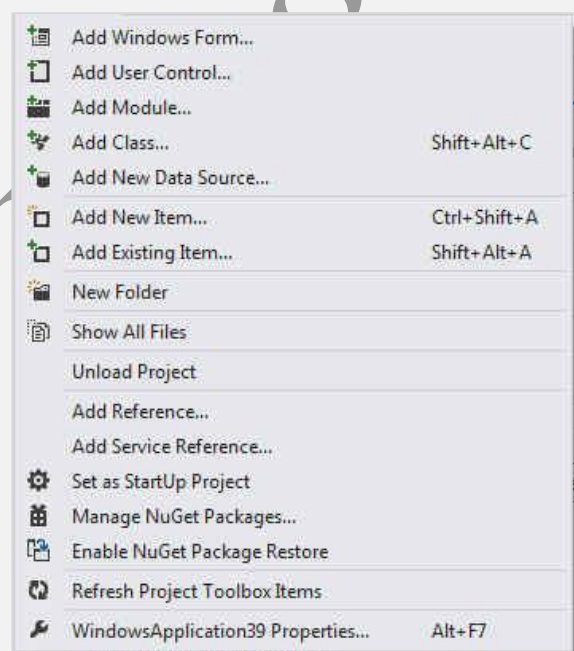 Add Windows Form...
Add User Control...
Add Module...
Add Class... Shift+Alt+C
Add New Data Source...
Add New Item... Ctrl+Shift+A
Add Existing Item... Shift+Alt+A
New Folder
Show All Files
Unload Project
Add Reference...
Add Service Reference...
Set as StartUp Project
Manage NuGet Packages...
Enable NuGet Package Restore
Refresh Project Toolbox Items
WindowsApplication39 Properties... Alt+F7